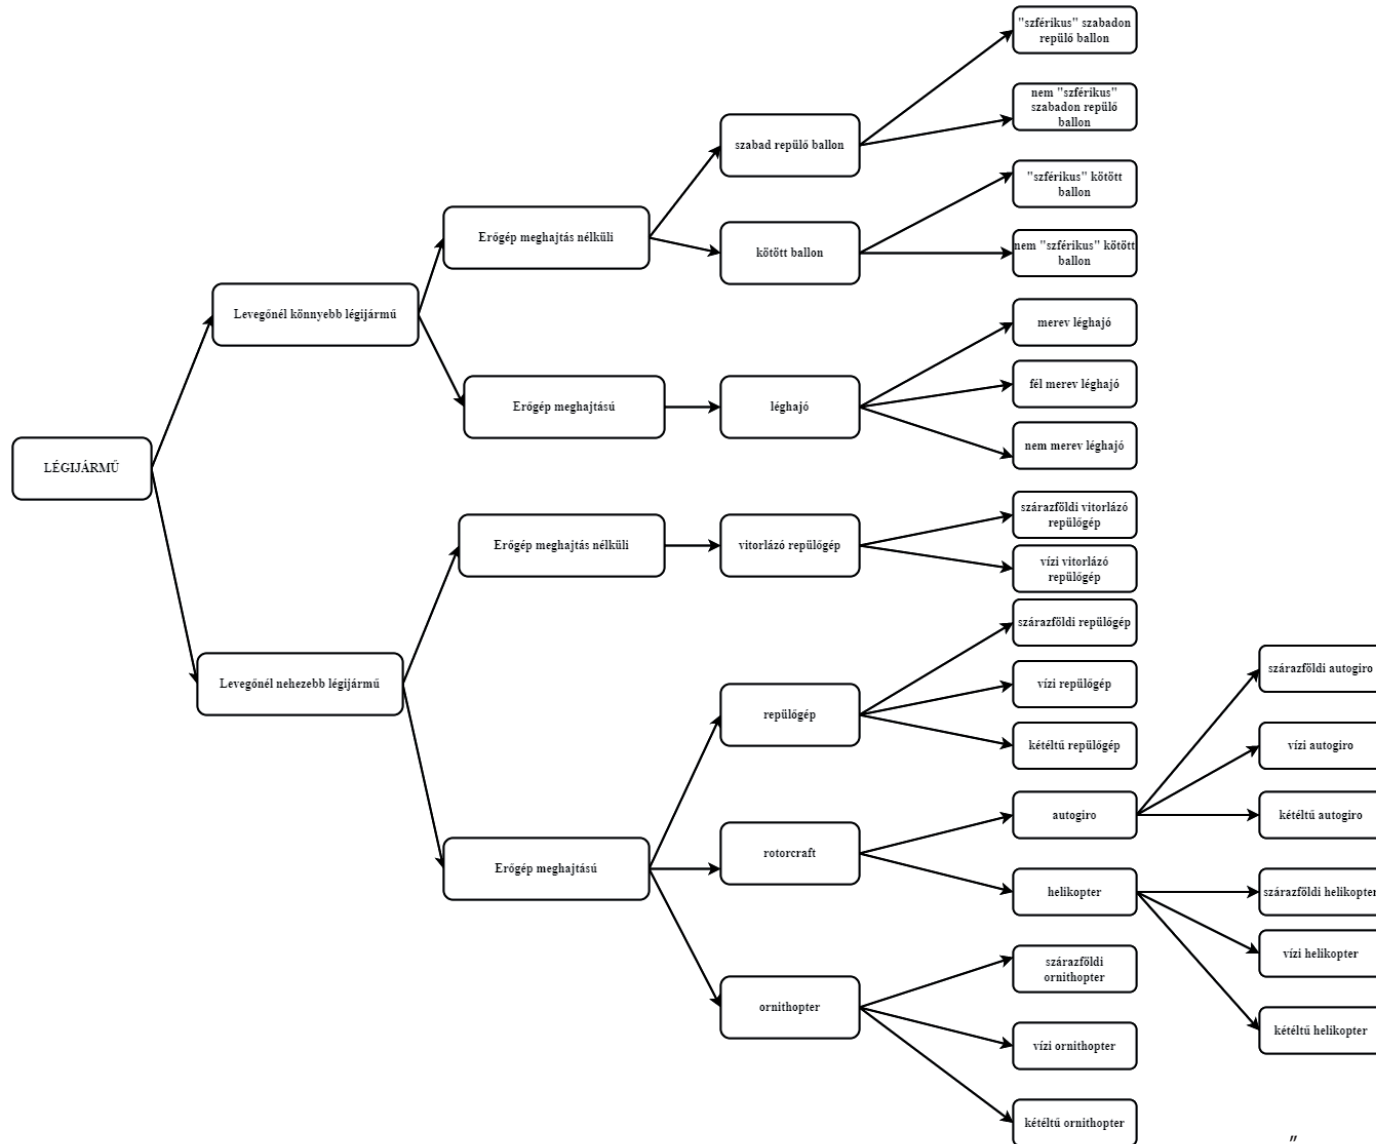 "szférikus" szabadon
repülő ballon
nem "szférikus"
szabadon repülő
ballon
szabad repülő ballon
"szférikus" kötött
ballon
Erőgép meghajtás nélküli
kötött ballon
nem "szférikus" kötött
ballon
Levegőnél könnyebb légijármű
merev léghajó
fél merev léghajó
Erőgép meghajtású
léghajó
nem merev léghajó
LÉGIJÁRMŰ
szárazföldi vitorlázó
repülőgép
Erőgép meghajtás nélküli
vitorlázó repülőgép
vízi vitorlázó
repülőgép
szárazföldi repülőgép
Levegőnél nehezebb légijármű
vízi repülőgép
szárazföldi autogiro
repülőgép
kétéltű repülőgép
vízi autogiro
autogiro
kétéltű autogiro
Erőgép meghajtású
rotorcraft
helikopter
szárazföldi helikopter
szárazföldi
ornithopter
vízi helikopter
ornithopter
vízi ornithopter
kétéltű helikopter
kétéltű ornithopter
"